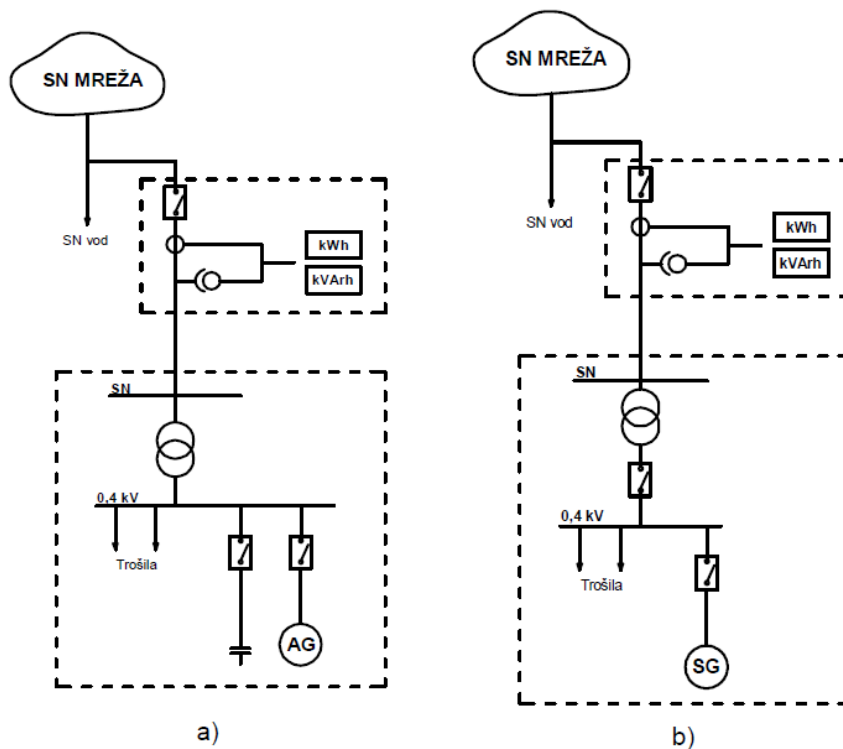 SN MREŽA
SN vod
kWh
kVArh
SN
0,4 kV
Trošila
AG
a)
SN MREŽA
SN vod
kWh
kVArh
SN
0,4 kV
Trošila
SG
b)